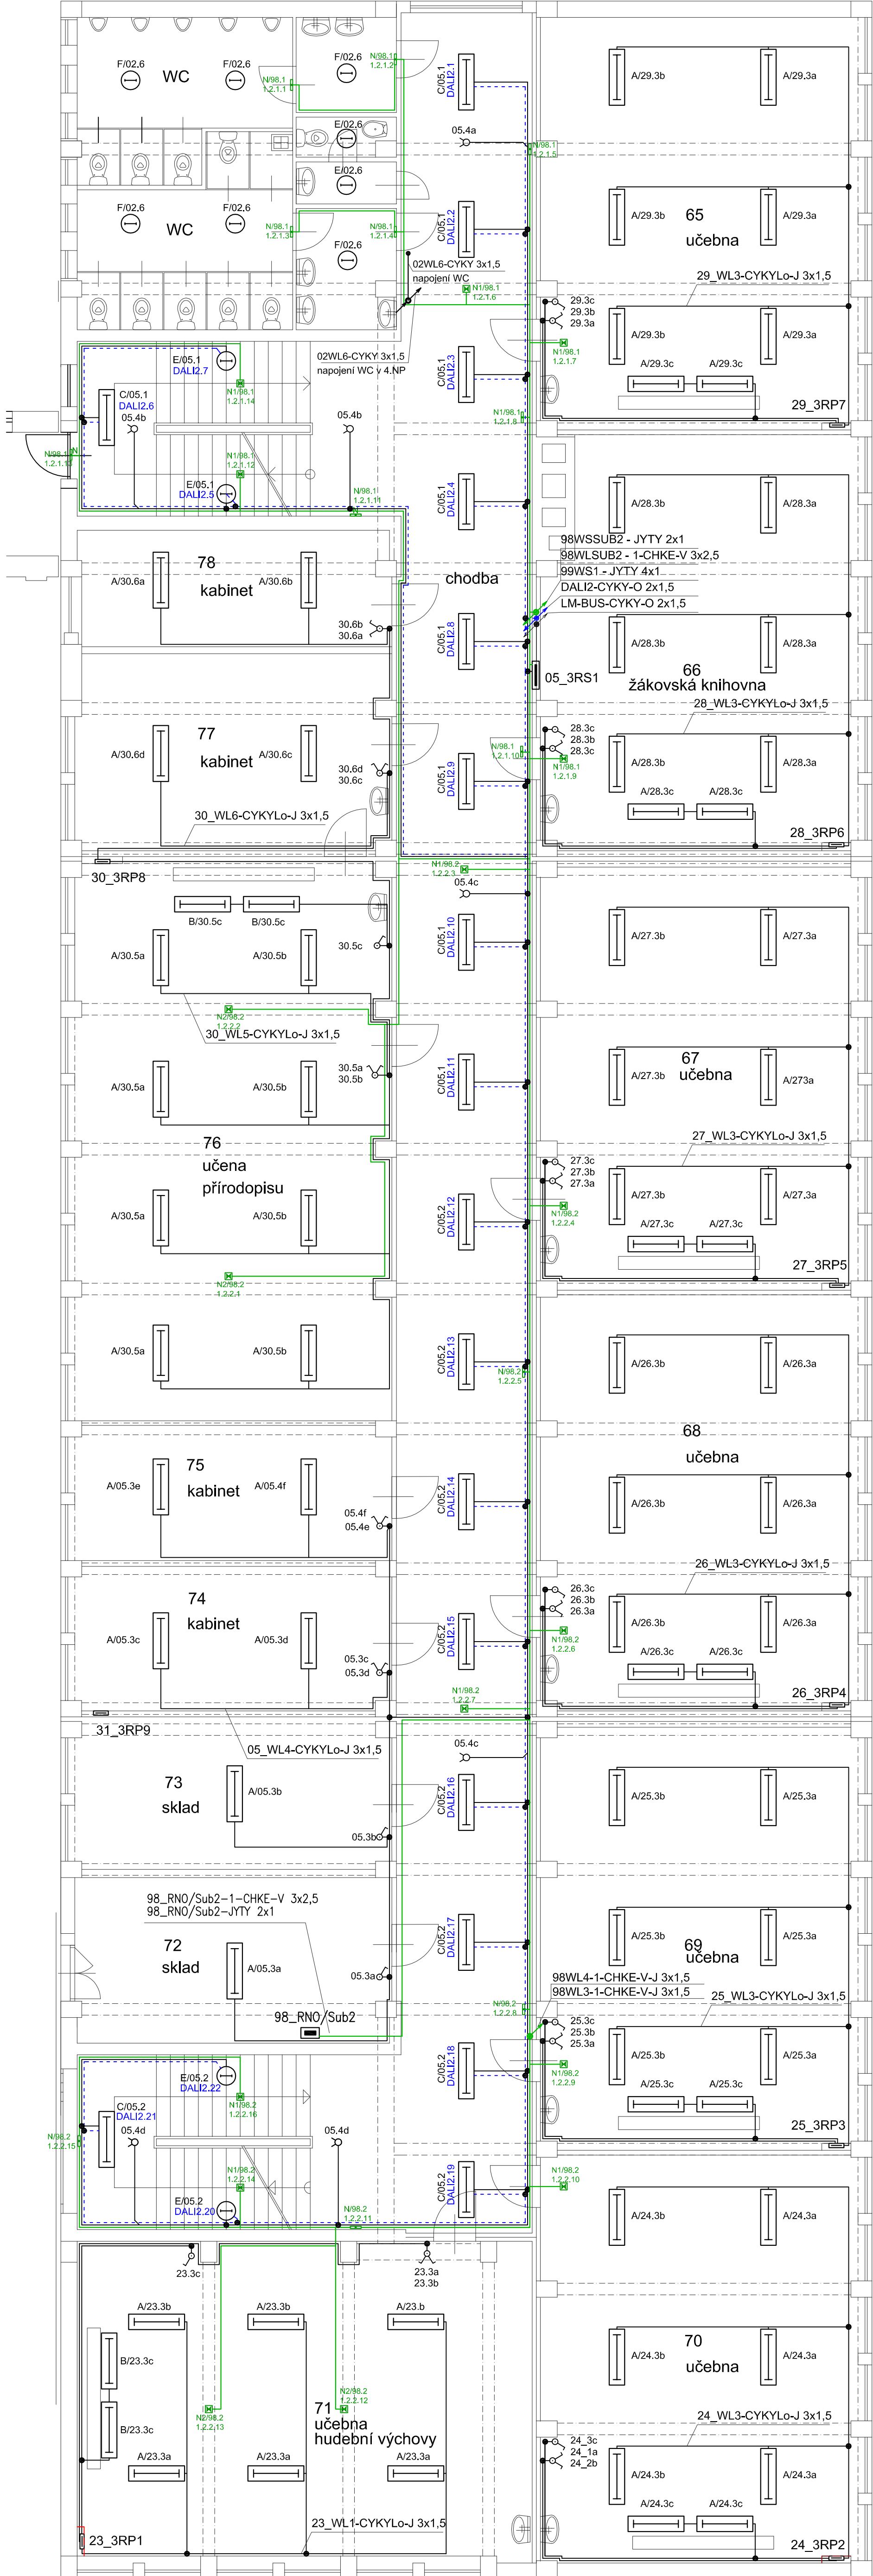 F/02.6
WC
F/02.6
N/98.1
1.2.1.1
F/02.6
N/98.1
1.2.1.2
C/05.1
DALI2.1
A/29.3b
A/29.3a
E/02.6
05.4a
N/98.1
1.2.1.5
E/02.6
F/02.6
WC
F/02.6
N/98.1
1.2.1.3
F/02.6
N/98.1
1.2.1.4
C/05.1
DALI2.2
A/29.3b
65
učebna
A/29.3a
02WL6-CYKY 3x1,5
napojení WC
N1/98.1
1.2.1.6
29_WL3-CYKYLo-J 3x1,5
29.3c
29.3b
29.3a
A/29.3b
A/29.3a
N1/98.1
1.2.1.7
02WL6-CYKY 3x1,5
napojení WC v 4.NP
E/05.1
DALI2.7
N1/98.1
1.2.1.14
C/05.1
DALI2.6
05.4b
05.4b
C/05.1
DALI2.3
A/29.3c
A/29.3c
29_3RP7
N/98.1
1.2.1.8
N/98.1
1.2.1.13
N1/98.1
1.2.1.12
E/05.1
DALI2.5
N/98.1
1.2.1.11
C/05.1
DALI2.4
A/28.3b
A/28.3a
98WSSUB2 - JYTY 2x1
98WLSUB2 - 1-CHKE-V 3x2,5
99WS1 - JYTY 4x1
DALI2-CYKY-O 2x1,5
LM-BUS-CYKY-O 2x1,5
78
kabinet
A/30.6a
A/30.6b
chodba
30.6b
30.6a
C/05.1
DALI2.8
A/28.3b
A/28.3a
05_3RS1
66
žákovská knihovna
28_WL3-CYKYLo-J 3x1,5
77
kabinet
A/30.6d
A/30.6c
30.6d
30.6c
C/05.1
DALI2.9
N/98.1
1.2.1.10
28.3c
28.3b
28.3c
N1/98.1
1.2.1.9
A/28.3b
A/28.3a
A/28.3c
A/28.3c
28_3RP6
30_WL6-CYKYLo-J 3x1,5
30_3RP8
N1/98.2
1.2.2.3
05.4c
B/30.5c
B/30.5c
30.5c
A/30.5a
A/30.5b
C/05.1
DALI2.10
A/27.3b
A/27.3a
N2/98.2
1.2.2.2
30_WL5-CYKYLo-J 3x1,5
30.5a
30.5b
A/30.5a
A/30.5b
C/05.1
DALI2.11
67
učebna
A/27.3b
A/273a
76
učena
přírodopisu
27_WL3-CYKYLo-J 3x1,5
27.3c
27.3b
27.3a
A/27.3b
A/27.3a
A/30.5a
A/30.5b
C/05.2
DALI2.12
N1/98.2
1.2.2.4
A/27.3c
A/27.3c
27_3RP5
N2/98.2
1.2.2.1
A/30.5a
A/30.5b
C/05.2
DALI2.13
N/98.2
1.2.2.5
A/26.3b
A/26.3a
68
učebna
75
kabinet
A/05.3e
A/05.4f
05.4f
05.4e
C/05.2
DALI2.14
A/26.3b
A/26.3a
26_WL3-CYKYLo-J 3x1,5
74
kabinet
A/05.3c
A/05.3d
05.3c
05.3d
C/05.2
DALI2.15
26.3c
26.3b
26.3a
N1/98.2
1.2.2.6
A/26.3b
A/26.3a
A/26.3c
A/26.3c
26_3RP4
N1/98.2
1.2.2.7
31_3RP9
05_WL4-CYKYLo-J 3x1,5
05.4c
73
sklad
A/05.3b
05.3b
C/05.2
DALI2.16
A/25.3b
A/25.3a
98_RNO/Sub2-1-CHKE-V 3x2,5
98_RNO/Sub2-JYTY 2x1
72
sklad
A/05.3a
05.3a
C/05.2
DALI2.17
A/25.3b
69
učebna
A/25.3a
98WL4-1-CHKE-V-J 3x1,5
98WL3-1-CHKE-V-J 3x1,5
25_WL3-CYKYLo-J 3x1,5
98_RNO/Sub2
N/98.2
1.2.2.8
25.3c
25.3b
25.3a
A/25.3b
A/25.3a
N1/98.2
1.2.2.9
E/05.2
DALI2.22
N1/98.2
1.2.2.16
C/05.2
DALI2.21
05.4d
05.4d
C/05.2
DALI2.18
A/25.3c
A/25.3c
25_3RP3
N/98.2
1.2.2.15
N1/98.2
1.2.2.14
E/05.2
DALI2.20
N/98.2
1.2.2.11
C/05.2
DALI2.19
N1/98.2
1.2.2.10
A/24.3b
A/24.3a
23.3c
23.3a
23.3b
A/23.3b
A/23.3b
A/23.b
B/23.3c
B/23.3c
N2/98.2
1.2.2.13
N2/98.2
1.2.2.12
71
učebna
hudební výchovy
A/24.3b
70
učebna
A/24.3a
24_WL3-CYKYLo-J 3x1,5
24_3c
24_1a
24_2b
A/23.3a
A/23.3a
A/23.3a
A/24.3b
A/24.3a
A/24.3c
A/24.3c
23_WL1-CYKYLo-J 3x1,5
23_3RP1
24_3RP2